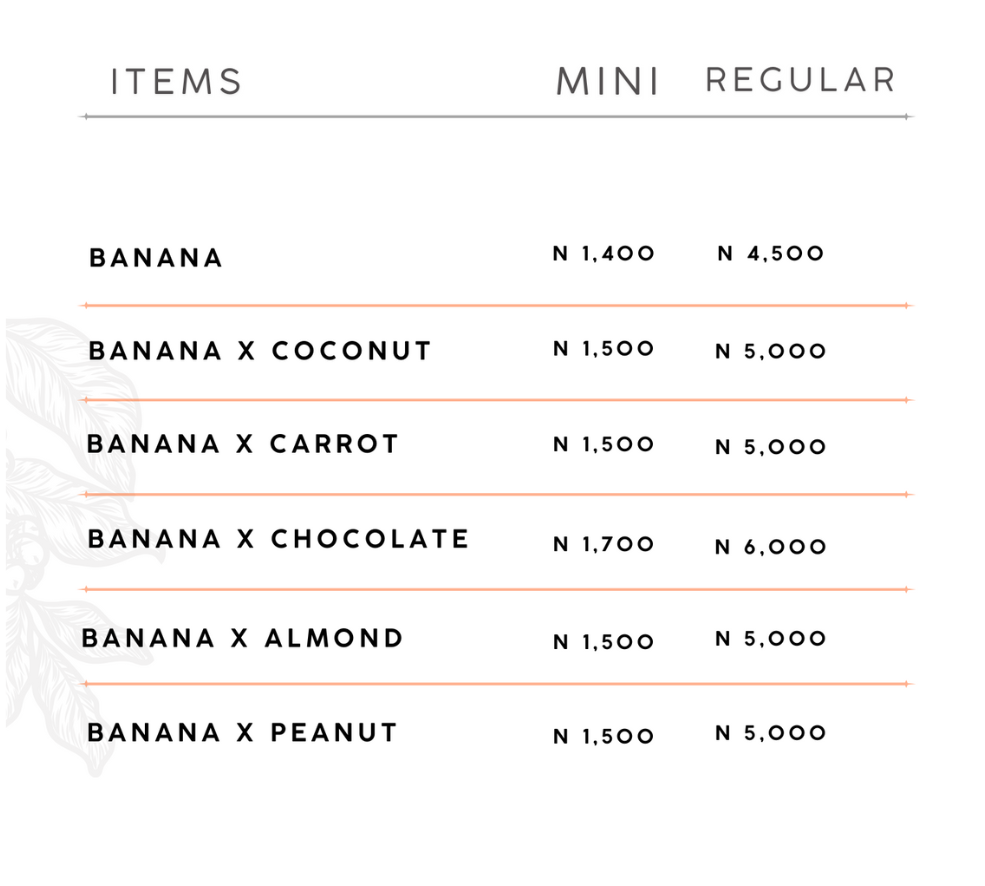 ITEMS MINI REGULAR
BANANA N 1,400 N 4,500
BANANA X COCONUT N 1,500 N 5,000
BANANA X CARROT N 1,500 N 5,000
BANANA X CHOCOLATE N 1,700 N 6,000
BANANA X ALMOND N 1,500 N 5,000
BANANA X PEANUT N 1,500 N 5,000